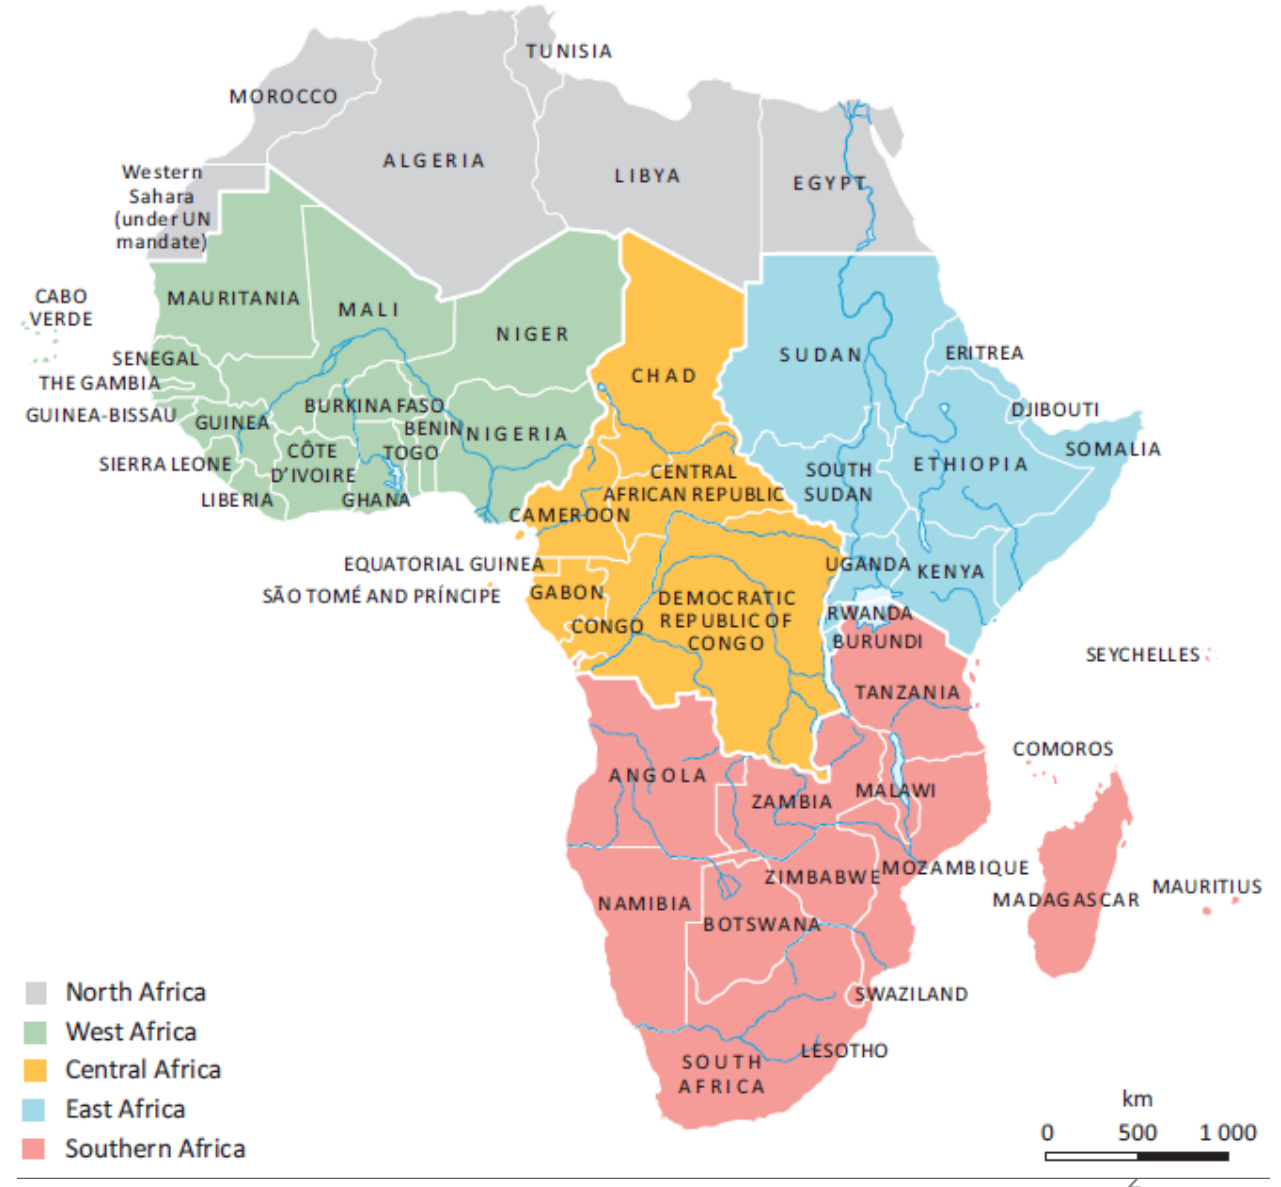 TUNISIA
MOROCCO
ALGERIA
LIBYA
EGYPT
Western
Sahara
(under UN
mandate)
CABO
VERDE
MAURITANIA
MALI
NIGER
CHAD
SUDAN
ERITREA
SENEGAL
THE GAMBIA
GUINEA-BISSAU
GUINEA
BURKINA FASO
BENIN
NIGERIA
DJIBOUTI
SOMALIA
SIERRA LEONE
CÔTE
D'IVOIRE
TOGO
LIBERIA
GHANA
CENTRAL
AFRICAN REPUBLIC
SOUTH
SUDAN
ETHIOPIA
CAMEROON
EQUATORIAL GUINEA
SÃO TOMÉ AND PRÍNCIPE
GABON
CONGO
DEMOCRATIC
REPUBLIC OF
CONGO
UGANDA
KENYA
RWANDA
BURUNDI
TANZANIA
SEYCHELLES
COMOROS
ANGOLA
ZAMBIA
MALAWI
MOZAMBIQUE
ZIMBABWE
NAMIBIA
BOTSWANA
MADAGASCAR
MAURITIUS
SWAZILAND
LESOTHO
SOUTH
AFRICA
North Africa
West Africa
Central Africa
East Africa
Southern Africa
km
0 500 1 000